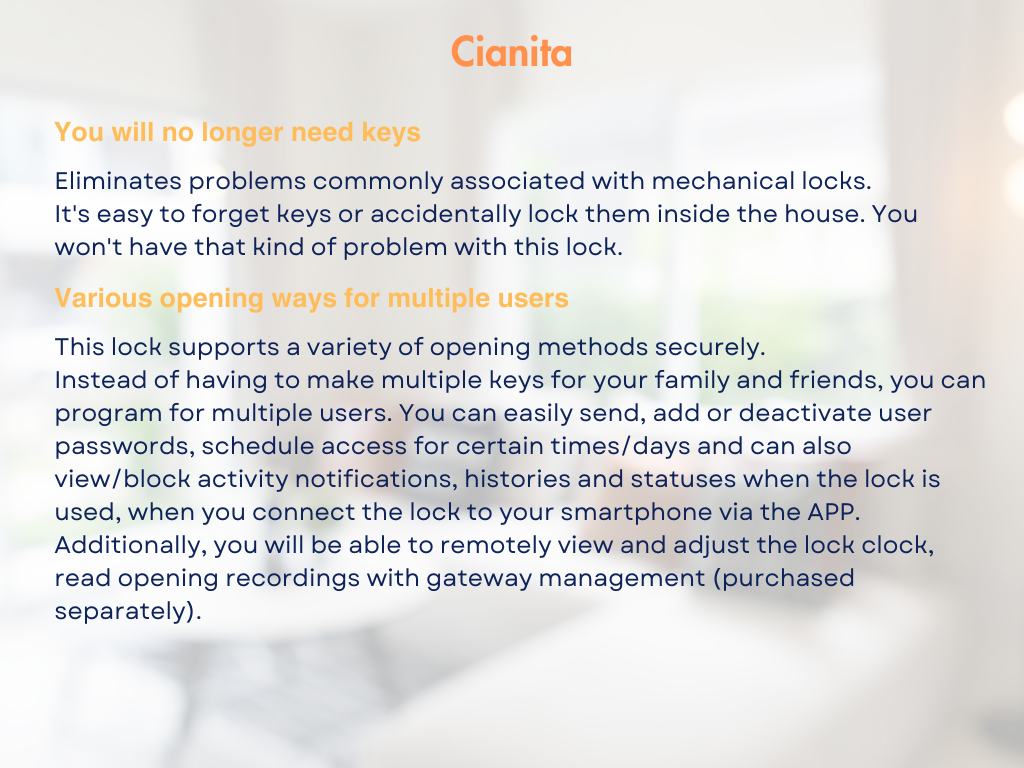 Cianita
You will no longer need keys
Eliminates problems commonly associated with mechanical locks.
It's easy to forget keys or accidentally lock them inside the house. You
won't have that kind of problem with this lock.
Various opening ways for multiple users
This lock supports a variety of opening methods securely.
Instead of having to make multiple keys for your family and friends, you can
program for multiple users. You can easily send, add or deactivate user
passwords, schedule access for certain times/days and can also
view/block activity notifications, histories and statuses when the lock is
used, when you connect the lock to your smartphone via the APP.
Additionally, you will be able to remotely view and adjust the lock clock,
read opening recordings with gateway management (purchased
separately).